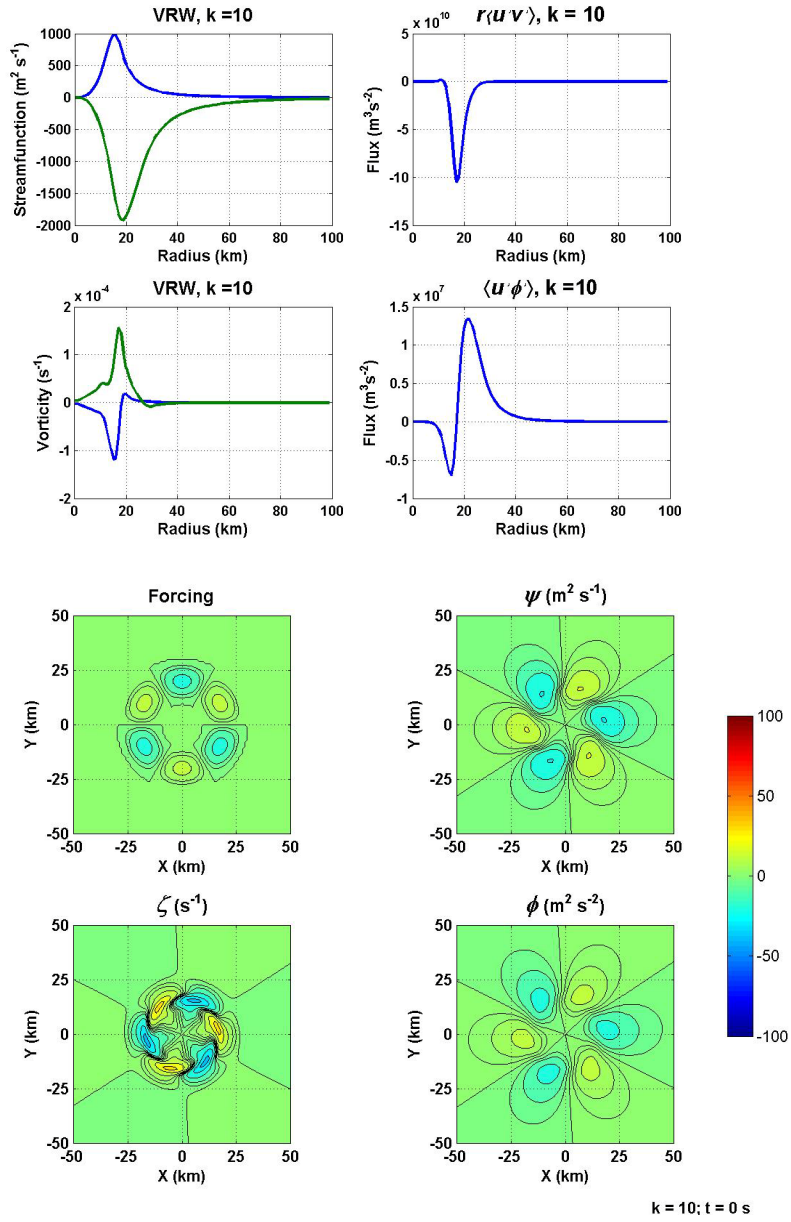 VRW, k =10
r⟨u'v'⟩, k = 10
1000
500
0
-500
-1000
-1500
-2000
Streamfunction (m² s⁻¹)
0 20 40 60 80 100
Radius (km)
x 10¹⁰
5
0
-5
-10
-15
Flux (m³s⁻²)
0 20 40 60 80 100
Radius (km)
VRW, k =10
⟨u'ϕ'⟩, k =10
x 10⁻⁴
2
1
0
-1
-2
Vorticity (s⁻¹)
0 20 40 60 80 100
Radius (km)
x 10⁷
1.5
1
0.5
0
-0.5
-1
Flux (m³s⁻²)
0 20 40 60 80 100
Radius (km)
Forcing
50
25
0
-25
-50
Y (km)
-50 -25 0 25 50
X (km)
ψ (m² s⁻¹)
50
25
0
-25
-50
Y (km)
-50 -25 0 25 50
X (km)
ζ (s⁻¹)
50
25
0
-25
-50
Y (km)
-50 -25 0 25 50
X (km)
ϕ (m² s⁻²)
50
25
0
-25
-50
Y (km)
-50 -25 0 25 50
X (km)
100
50
0
-50
-100
k = 10; t = 0 s